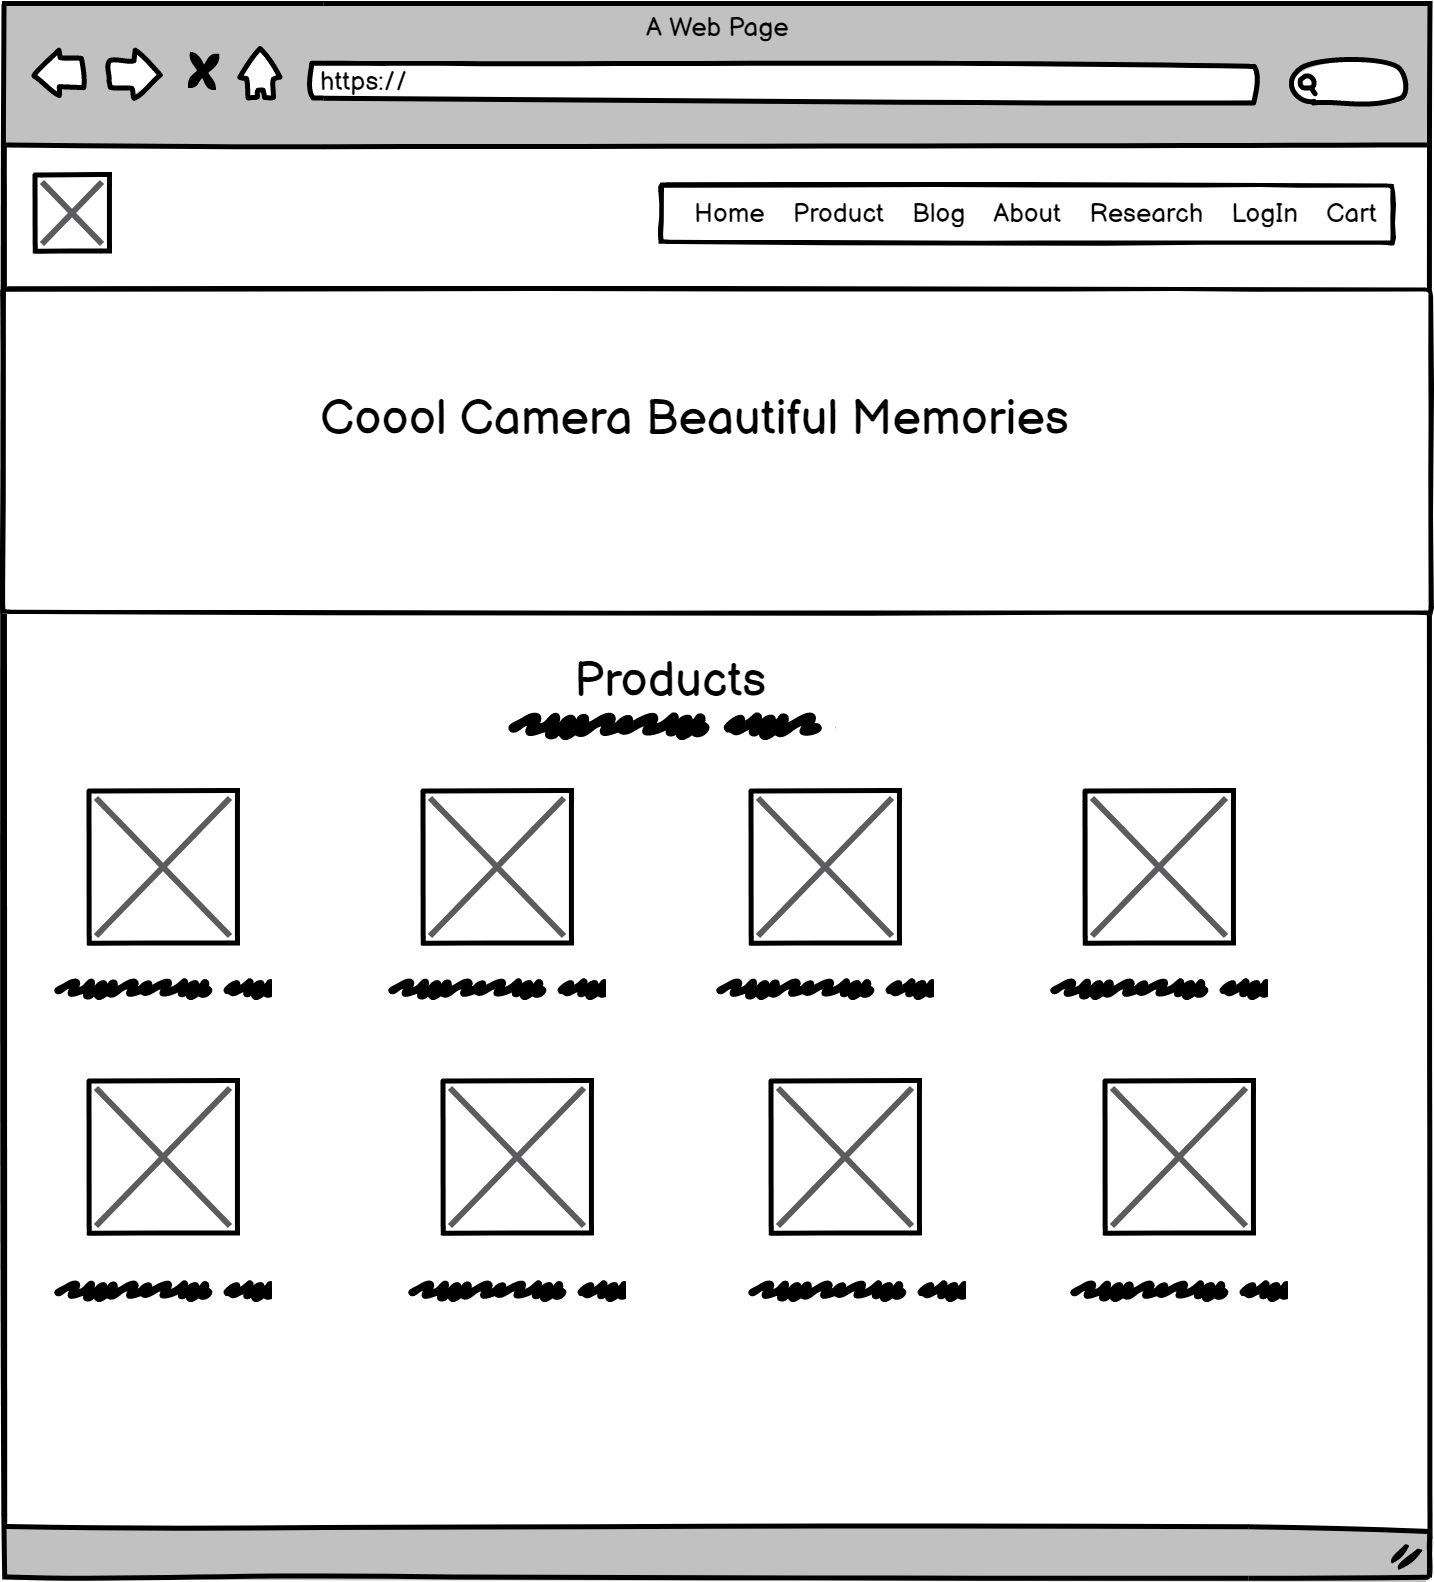 A Web Page
https://
Home Product Blog About Research LogIn Cart
Coool Camera Beautiful Memories
Products